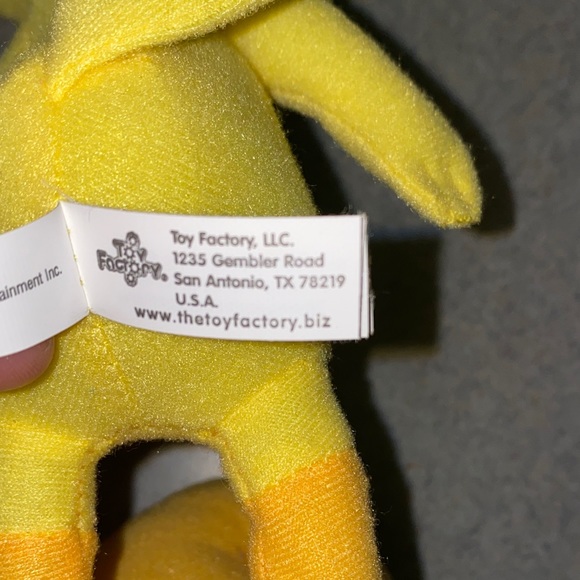 ainment Inc.
Toy Factory
Toy Factory, LLC.
1235 Gembler Road
San Antonio, TX 78219
U.S.A.
www.thetoyfactory.biz